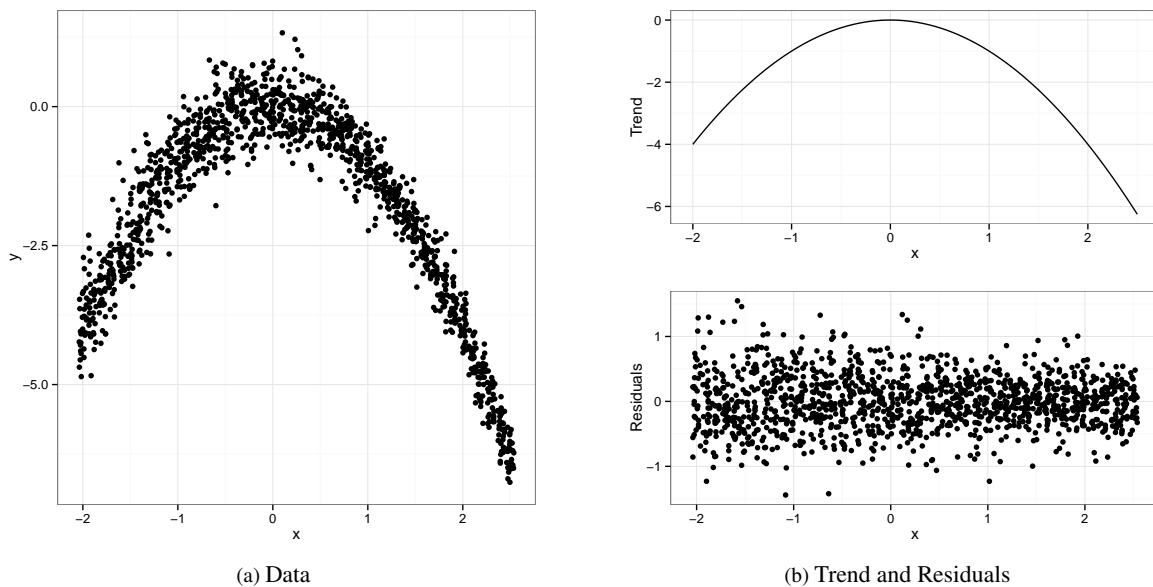 0.0
−2.5
−5.0
y
−2 −1 0 1 2
x
(a) Data
0
−2
−4
−6
Trend
−2 −1 0 1 2
x
1
0
−1
Residuals
−2 −1 0 1 2
x
(b) Trend and Residuals